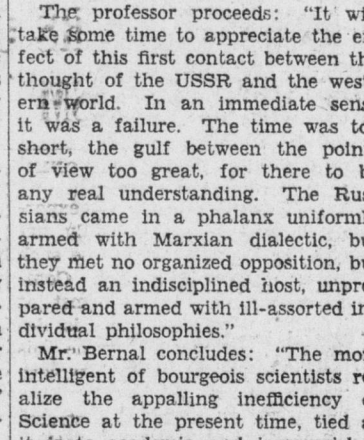 The professor proceeds: "It wi
take some time to appreciate the ef
fect of this first contact between th
thought of the USSR and the west
ern world. In an immediate sens
it was a failure. The time was to
short, the gulf between the poin
of view too great, for there to b
any real understanding. The Rus
sians came in a phalanx uniforml
armed with Marxian dialectic, bu
they met no organized opposition, bu
instead an indisciplined host, unpre
pared and armed with ill-assorted in
dividual philosophies."
Mr. Bernal concludes: "The mo
intelligent of bourgeois scientists re
alize the appalling inefficiency o
Science at the present time, tied